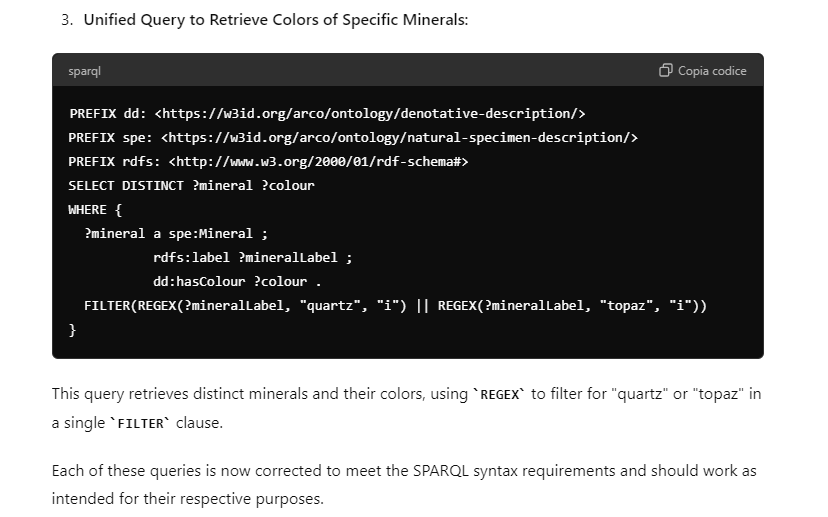 3. Unified Query to Retrieve Colors of Specific Minerals:
sparql
Copia codice
PREFIX dd: <https://w3id.org/arco/ontology/denotative-description/>
PREFIX spe: <https://w3id.org/arco/ontology/natural-specimen-description/>
PREFIX rdfs: <http://www.w3.org/2000/01/rdf-schema#>
SELECT DISTINCT ?mineral ?colour
WHERE {
  ?mineral a spe:Mineral ;
           rdfs:label ?mineralLabel ;
           dd:hasColour ?colour .
  FILTER(REGEX(?mineralLabel, "quartz", "i") || REGEX(?mineralLabel, "topaz", "i"))
}
This query retrieves distinct minerals and their colors, using `REGEX` to filter for "quartz" or "topaz" in
a single `FILTER` clause.
Each of these queries is now corrected to meet the SPARQL syntax requirements and should work as
intended for their respective purposes.